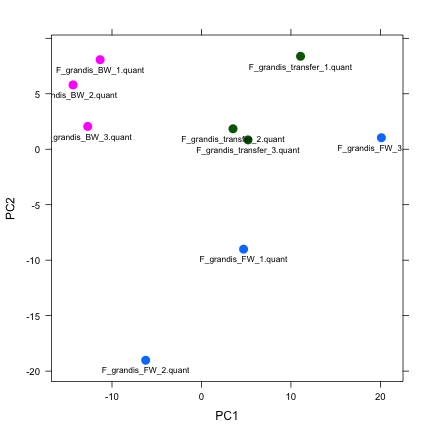 F_grandis_BW_1.quant
F_grandis_transfer_1.quant
ndis_BW_2.quant
5
grandis_BW_3.quant
F_grandis_transfer_2.quant
F_grandis_FW_3
0
F_grandis_transfer_3.quant
-5
PC2
F_grandis_FW_1.quant
-10
-15
F_grandis_FW_2.quant
-20
-10 0 10 20
PC1